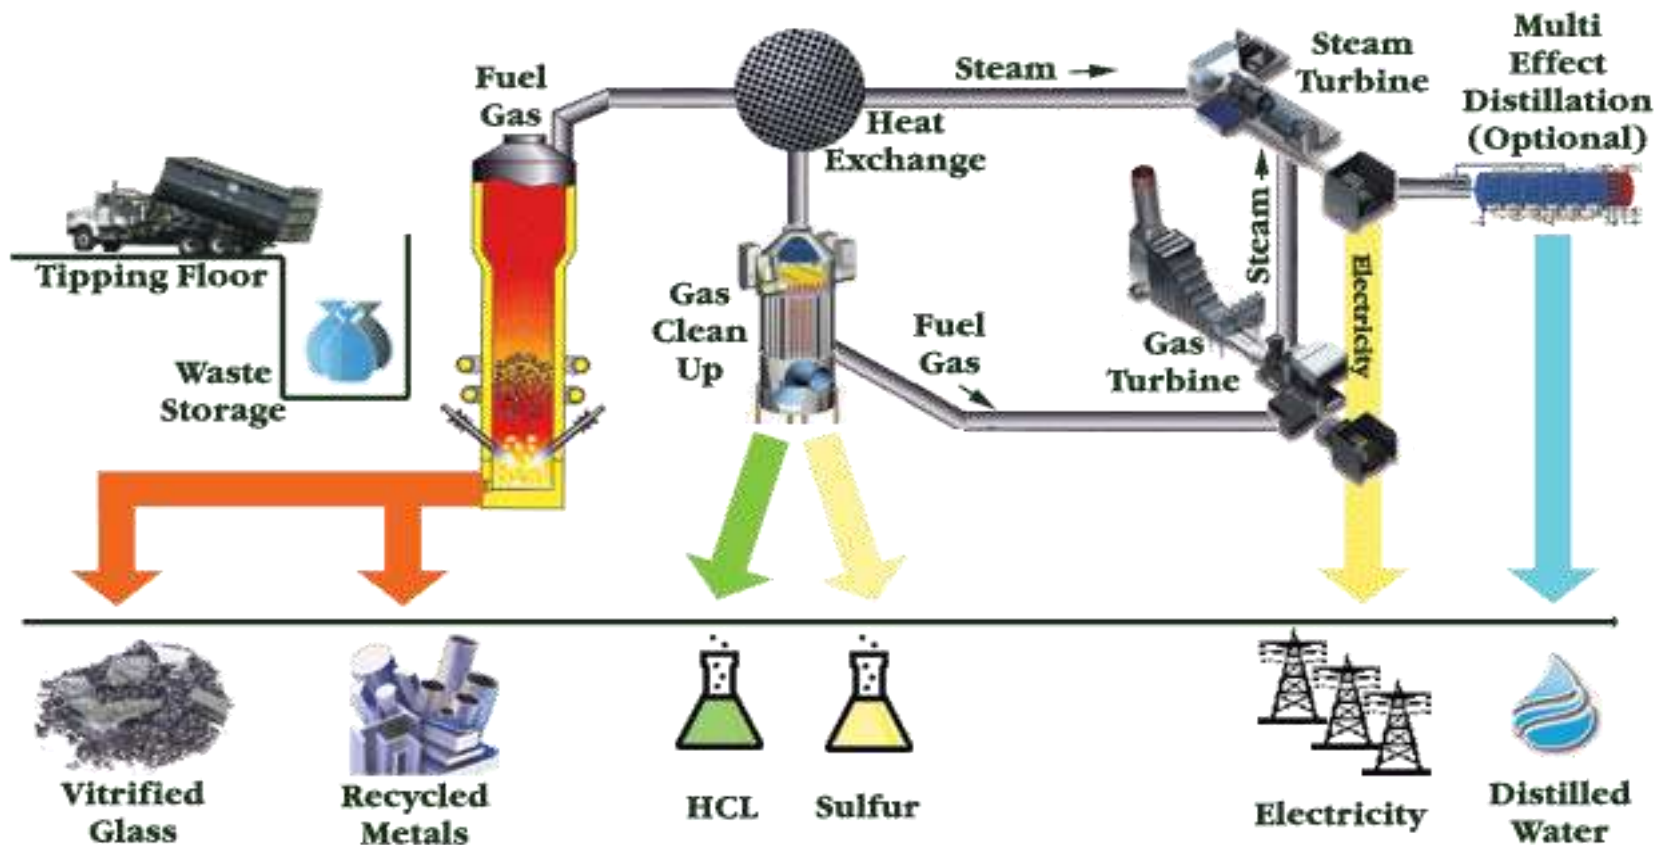 Fuel
Gas
Steam
Steam
Turbine
Multi
Effect
Distillation
(Optional)
Heat
Exchange
Tipping Floor
Waste
Storage
Gas
Clean
Up
Fuel
Gas
Gas
Turbine
Steam
Electricity
Vitrified
Glass
Recycled
Metals
HCL
Sulfur
Electricity
Distilled
Water